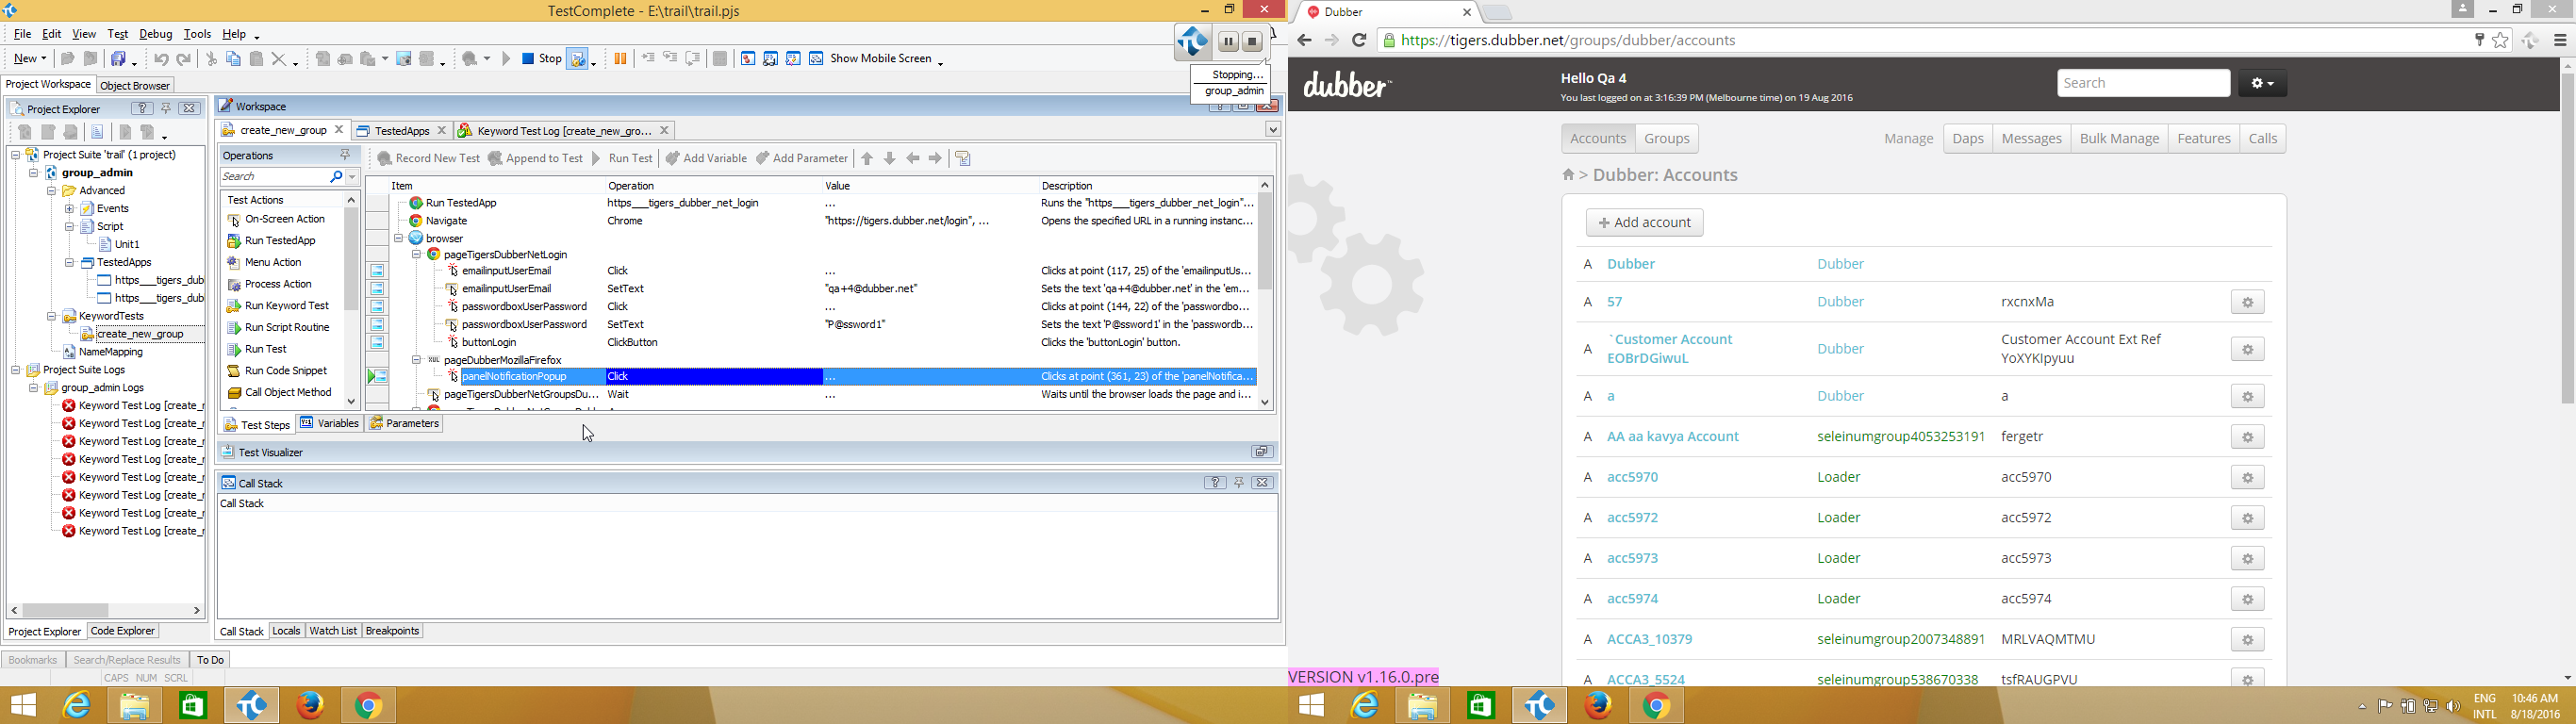 TestComplete - E:\trail\trail.pjs
File Edit View Test Debug Tools Help
New Stop Show Mobile Screen
Stopping...
group_admin
Project Workspace Object Browser
Project Explorer
Project Suite 'trail' (1 project)
group_admin
Advanced
Events
Script
Unit1
TestedApps
https___tigers_dub
https___tigers_dub
KeywordTests
create_new_group
NameMapping
Project Suite Logs
group_admin Logs
Keyword Test Log [create_r
Keyword Test Log [create_r
Keyword Test Log [create_r
Keyword Test Log [create_r
Keyword Test Log [create_r
Keyword Test Log [create_r
Keyword Test Log [create_r
Keyword Test Log [create_r
Project Explorer Code Explorer
Workspace
create_new_group TestedApps Keyword Test Log [create_new_gro...
Operations
Search
Test Actions
On-Screen Action
Run TestedApp
Menu Action
Process Action
Run Keyword Test
Run Script Routine
Run Test
Run Code Snippet
Call Object Method
Record New Test Append to Test Run Test Add Variable Add Parameter
Item Operation Value Description
Run TestedApp https___tigers_dubber_net_login ... Runs the "https___tigers_dubber_net_login"...
Navigate Chrome "https://tigers.dubber.net/login", ... Opens the specified URL in a running instanc...
browser
pageTigersDubberNetLogin
emailinputUserEmail Click ... Clicks at point (117, 25) of the 'emailinputUs...
emailinputUserEmail SetText "qa+4@dubber.net" Sets the text 'qa+4@dubber.net' in the 'em...
passwordboxUserPassword Click ... Clicks at point (144, 22) of the 'passwordbo...
passwordboxUserPassword SetText "P@ssword1" Sets the text 'P@ssword1' in the 'passwordb...
buttonLogin ClickButton Clicks the 'buttonLogin' button.
XUL pageDubberMozillaFirefox
panelNotificationPopup Click ... Clicks at point (361, 23) of the 'panelNotifica...
pageTigersDubberNetGroupsDu... Wait ... Waits until the browser loads the page and i...
Test Steps Variables Parameters
Test Visualizer
Call Stack
Call Stack
Call Stack Locals Watch List Breakpoints
Bookmarks Search/Replace Results To Do
CAPS NUM SCRL
Dubber
https://tigers.dubber.net/groups/dubber/accounts
dubber™
Hello Qa 4
You last logged on at 3:16:39 PM (Melbourne time) on 19 Aug 2016
Search
Accounts Groups Manage Daps Messages Bulk Manage Features Calls
> Dubber: Accounts
+ Add account
A Dubber Dubber
A 57 Dubber rxcnxMa
A `Customer Account EOBrDGiwuL Dubber Customer Account Ext Ref YoXYKIpyuu
A a Dubber a
A AA aa kavya Account seleinumgroup4053253191 fergetr
A acc5970 Loader acc5970
A acc5972 Loader acc5972
A acc5973 Loader acc5973
A acc5974 Loader acc5974
A ACCA3_10379 seleinumgroup2007348891 MRLVAQMTMU
A ACCA3_5524 seleinumgroup538670338 tsfRAUGPVU
VERSION v1.16.0.pre
ENG 10:46 AM
INTL 8/18/2016